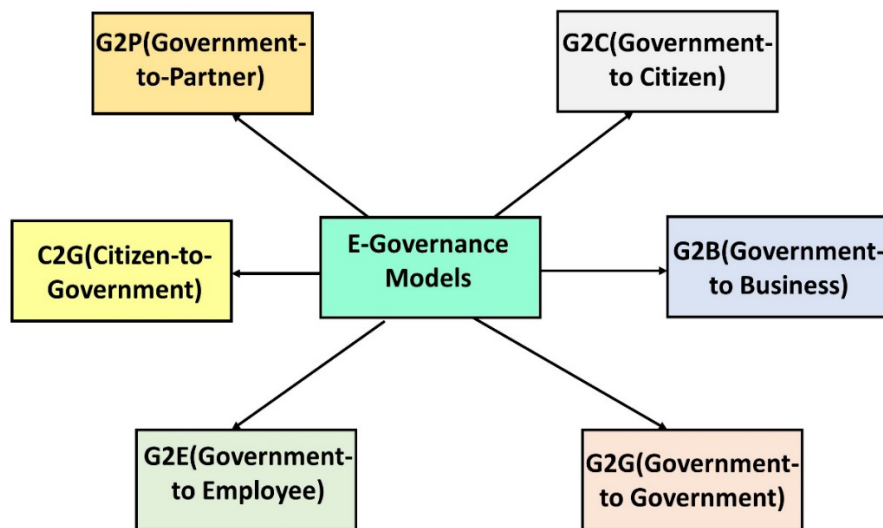 G2P(Government-
to-Partner)
G2C(Government-
to Citizen)
C2G(Citizen-to-
Government)
E-Governance
Models
G2B(Government-
to Business)
G2E(Government-
to Employee)
G2G(Government-
to Government)